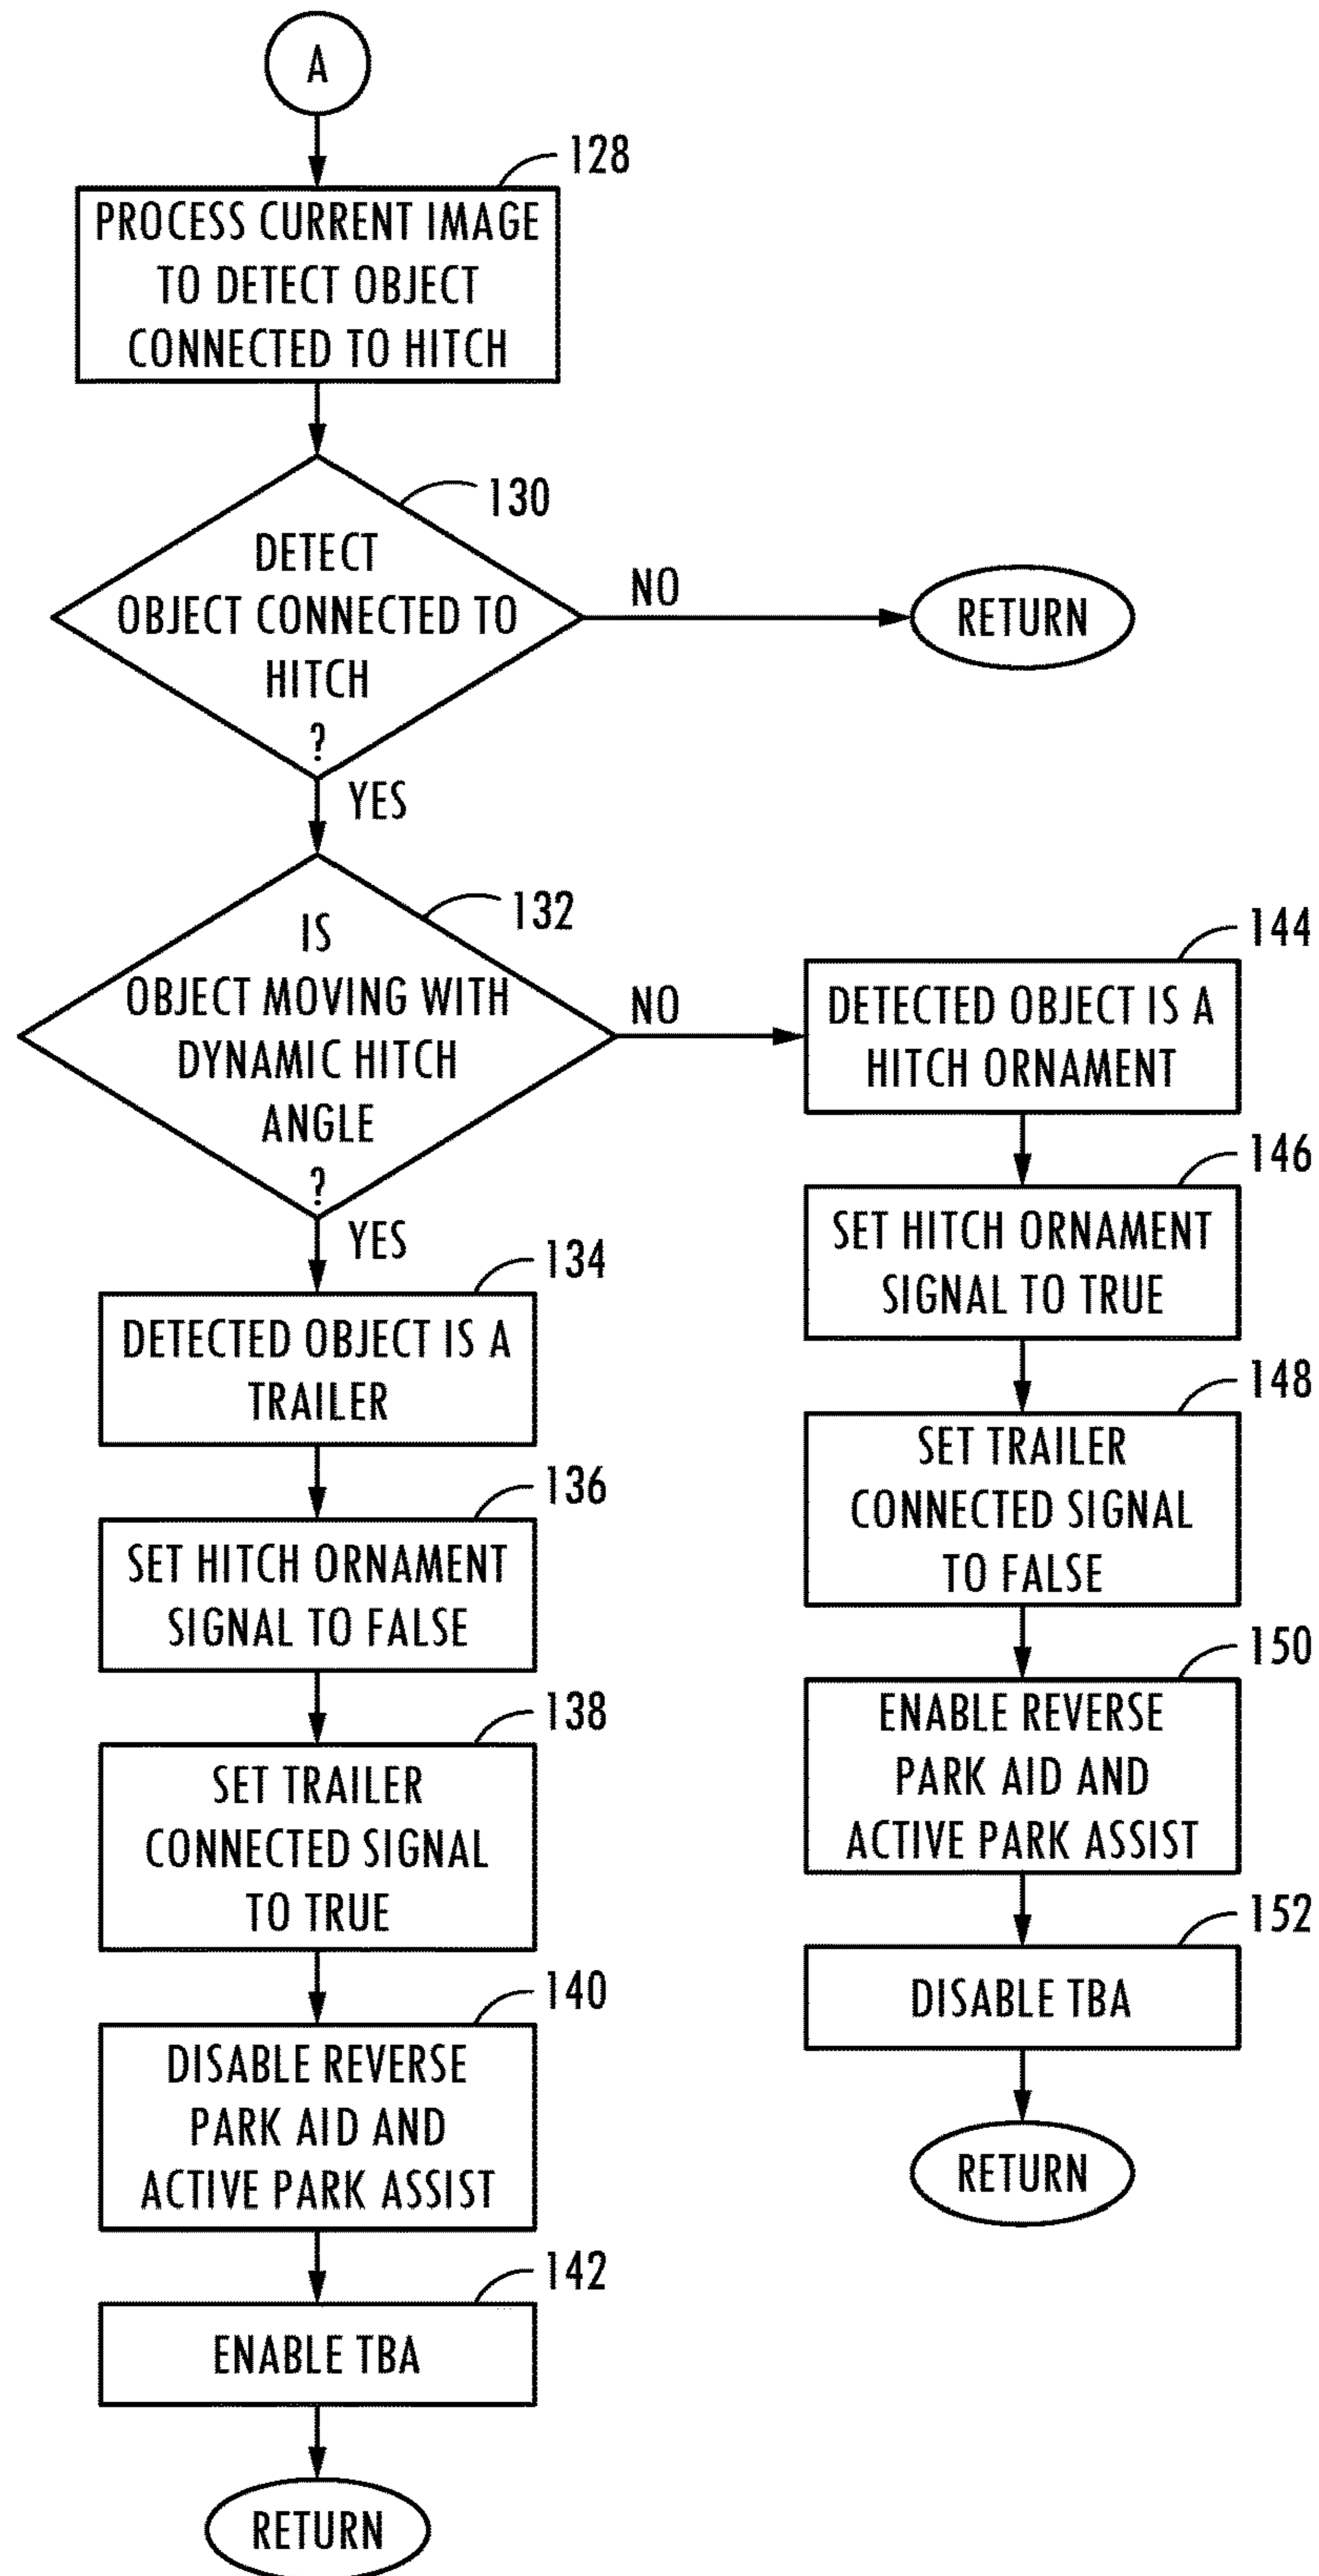 A
128
PROCESS CURRENT IMAGE
TO DETECT OBJECT
CONNECTED TO HITCH
130
DETECT
OBJECT CONNECTED TO
HITCH
?
NO
RETURN
YES
132
IS
OBJECT MOVING WITH
DYNAMIC HITCH
ANGLE
?
NO
YES
134
DETECTED OBJECT IS A
TRAILER
136
SET HITCH ORNAMENT
SIGNAL TO FALSE
138
SET TRAILER
CONNECTED SIGNAL
TO TRUE
140
DISABLE REVERSE
PARK AID AND
ACTIVE PARK ASSIST
142
ENABLE TBA
RETURN
144
DETECTED OBJECT IS A
HITCH ORNAMENT
146
SET HITCH ORNAMENT
SIGNAL TO TRUE
148
SET TRAILER
CONNECTED SIGNAL
TO FALSE
150
ENABLE REVERSE
PARK AID AND
ACTIVE PARK ASSIST
152
DISABLE TBA
RETURN